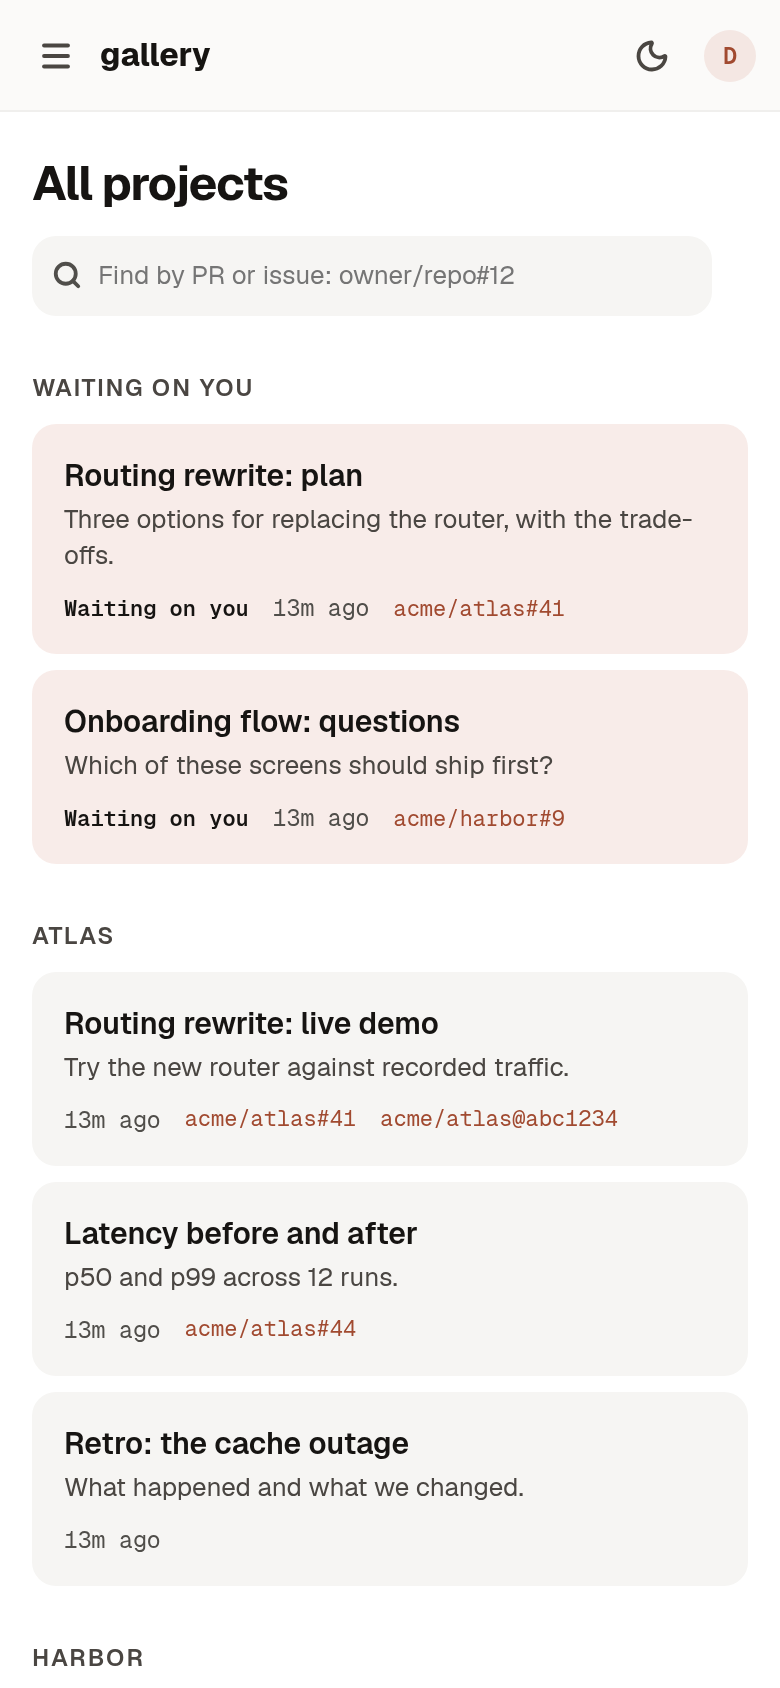 gallery
D
All projects
Find by PR or issue: owner/repo#12
WAITING ON YOU
Routing rewrite: plan
Three options for replacing the router, with the trade-
offs.
Waiting on you 13m ago acme/atlas#41
Onboarding flow: questions
Which of these screens should ship first?
Waiting on you 13m ago acme/harbor#9
ATLAS
Routing rewrite: live demo
Try the new router against recorded traffic.
13m ago acme/atlas#41 acme/atlas@abc1234
Latency before and after
p50 and p99 across 12 runs.
13m ago acme/atlas#44
Retro: the cache outage
What happened and what we changed.
13m ago
HARBOR